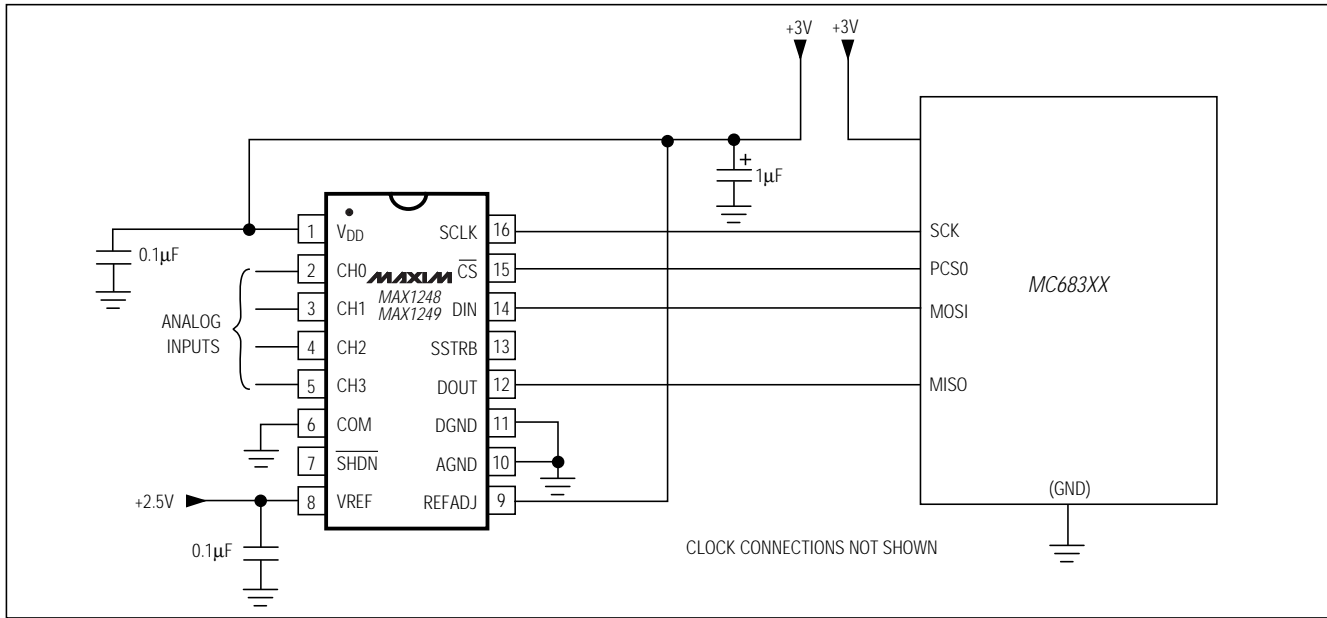 +3V +3V
+
1µF
0.1µF
1 VDD SCLK 16
2 CH0 MAXIM CS 15
MAX1248
MAX1249
3 CH1 DIN 14
4 CH2 SSTRB 13
5 CH3 DOUT 12
6 COM DGND 11
7 SHDN AGND 10
8 VREF REFADJ 9
ANALOG
INPUTS
+2.5V
0.1µF
SCK
PCS0
MOSI
MISO
MC683XX
(GND)
CLOCK CONNECTIONS NOT SHOWN